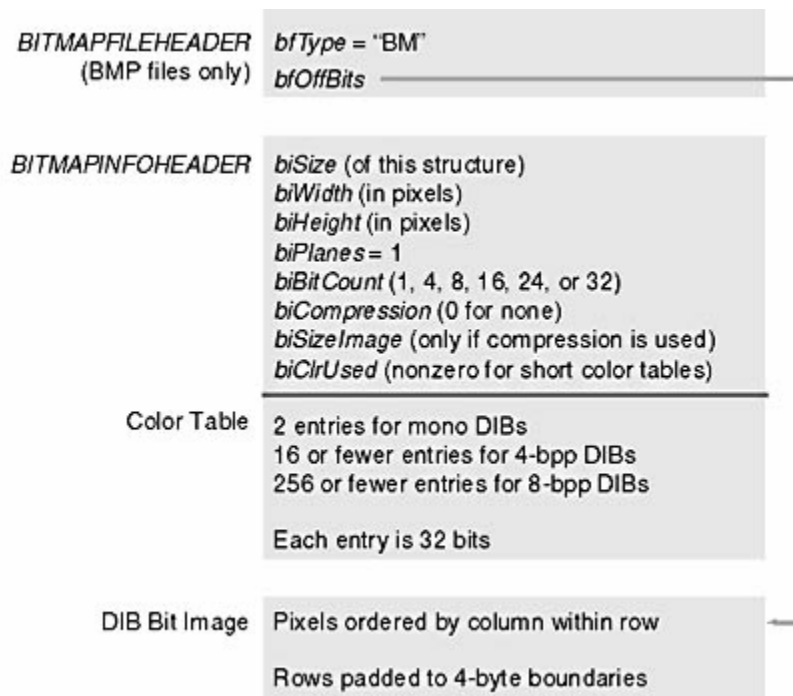 BITMAPFILEHEADER bfType = “BM”
(BMP files only) bfOffBits
BITMAPINFOHEADER biSize (of this structure)
biWidth (in pixels)
biHeight (in pixels)
biPlanes = 1
biBitCount (1, 4, 8, 16, 24, or 32)
biCompression (0 for none)
biSizeImage (only if compression is used)
biClrUsed (nonzero for short color tables)
Color Table 2 entries for mono DIBs
16 or fewer entries for 4-bpp DIBs
256 or fewer entries for 8-bpp DIBs
Each entry is 32 bits
DIB Bit Image Pixels ordered by column within row
Rows padded to 4-byte boundaries